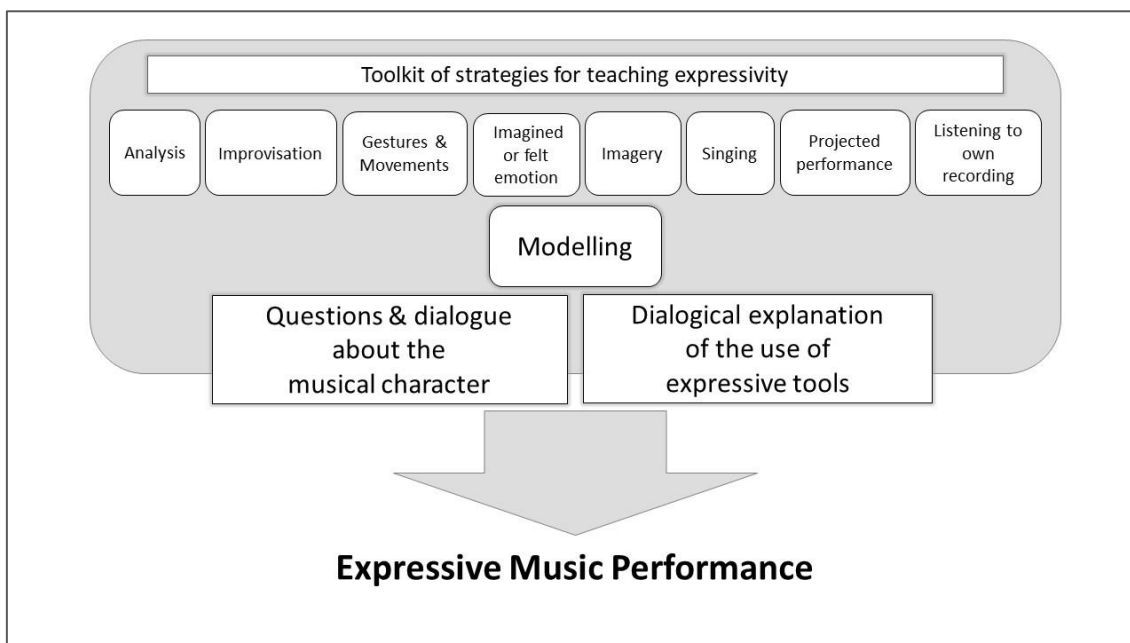 Toolkit of strategies for teaching expressivity
Analysis
Improvisation
Gestures &
Movements
Imagined
or felt
emotion
Imagery
Singing
Projected
performance
Listening to
own
recording
Modelling
Questions & dialogue
about the
musical character
Dialogical explanation
of the use of
expressive tools
Expressive Music Performance